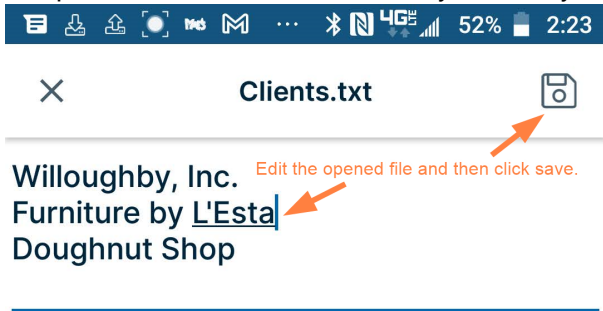 4G 52% 2:23
Clients.txt
Edit the opened file and then click save.
Willoughby, Inc.
Furniture by L'Esta
Doughnut Shop